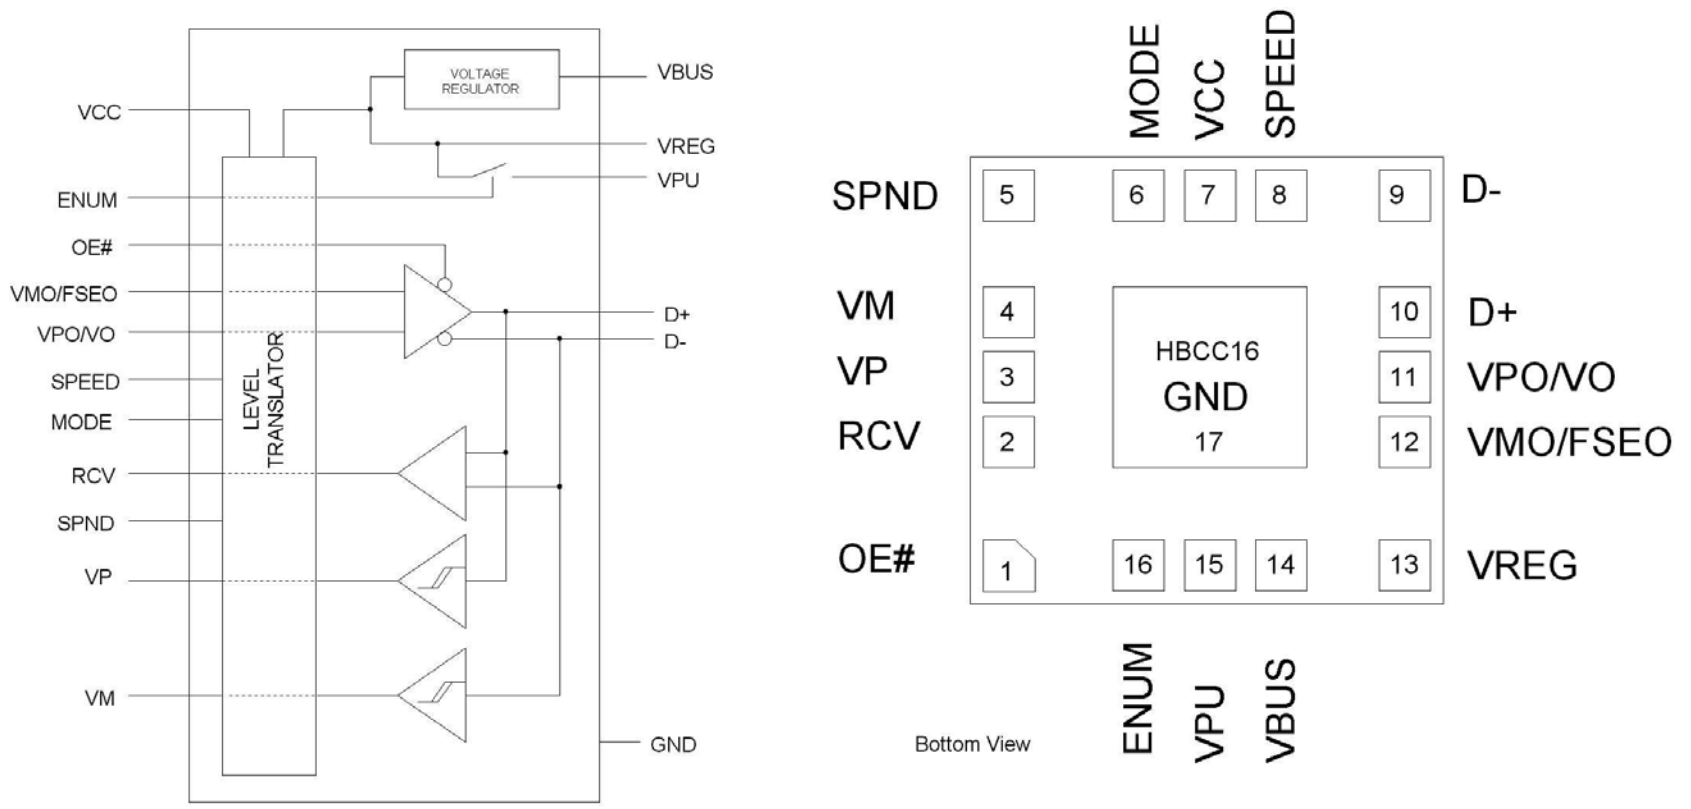 VOLTAGE
REGULATOR
VBUS
VCC
VREG
VPU
ENUM
OE#
VMO/FSEO
VPO/VO
D+
D-
SPEED
MODE
LEVEL
TRANSLATOR
RCV
SPND
VP
VM
GND
MODE
VCC
SPEED
SPND
5
6
7
8
9
D-
VM
4
10
D+
HBCC16
VP
3
GND
11
VPO/VO
RCV
2
17
12
VMO/FSEO
OE#
1
16
15
14
13
VREG
ENUM
VPU
VBUS
Bottom View